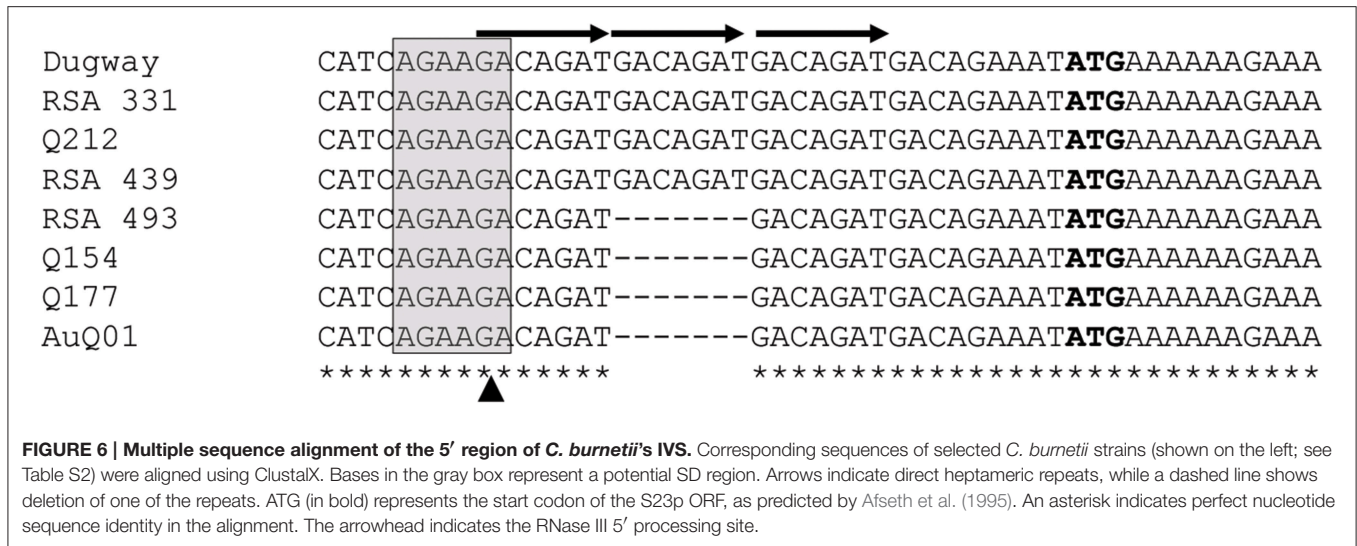 Dugway CATCAGAAGACAGATGACAGATGACAGATGACAGAAATATGAAAAAAGAAA
RSA 331 CATCAGAAGACAGATGACAGATGACAGATGACAGAAATATGAAAAAAGAAA
Q212 CATCAGAAGACAGATGACAGATGACAGATGACAGAAATATGAAAAAAGAAA
RSA 439 CATCAGAAGACAGATGACAGATGACAGATGACAGAAATATGAAAAAAGAAA
RSA 493 CATCAGAAGACAGAT-------GACAGATGACAGAAATATGAAAAAAGAAA
Q154 CATCAGAAGACAGAT-------GACAGATGACAGAAATATGAAAAAAGAAA
Q177 CATCAGAAGACAGAT-------GACAGATGACAGAAATATGAAAAAAGAAA
AuQ01 CATCAGAAGACAGAT-------GACAGATGACAGAAATATGAAAAAAGAAA
*************** *****************************
FIGURE 6 | Multiple sequence alignment of the 5′ region of C. burnetii's IVS. Corresponding sequences of selected C. burnetii strains (shown on the left; see
Table S2) were aligned using ClustalX. Bases in the gray box represent a potential SD region. Arrows indicate direct heptameric repeats, while a dashed line shows
deletion of one of the repeats. ATG (in bold) represents the start codon of the S23p ORF, as predicted by Afseth et al. (1995). An asterisk indicates perfect nucleotide
sequence identity in the alignment. The arrowhead indicates the RNase III 5′ processing site.